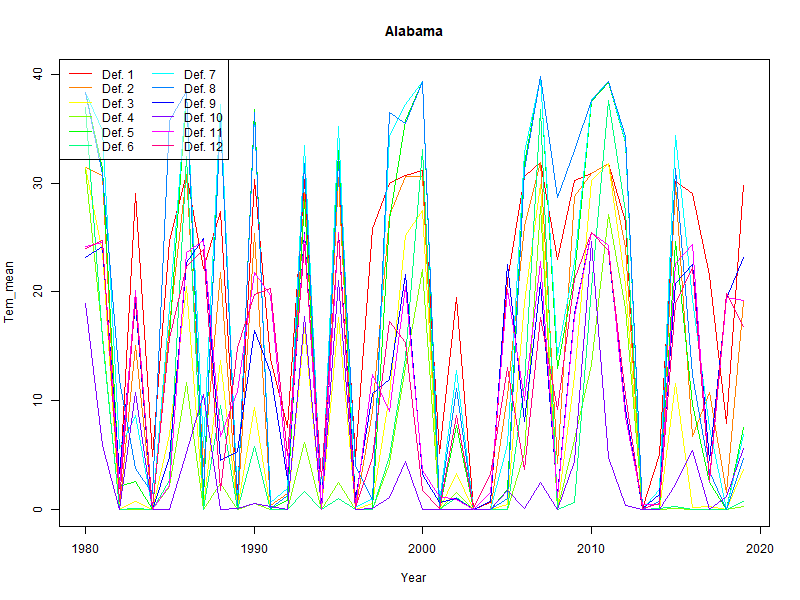 Alabama
Def. 1
Def. 2
Def. 3
Def. 4
Def. 5
Def. 6
Def. 7
Def. 8
Def. 9
Def. 10
Def. 11
Def. 12
40
30
20
10
0
Tem_mean
1980
1990
2000
2010
2020
Year